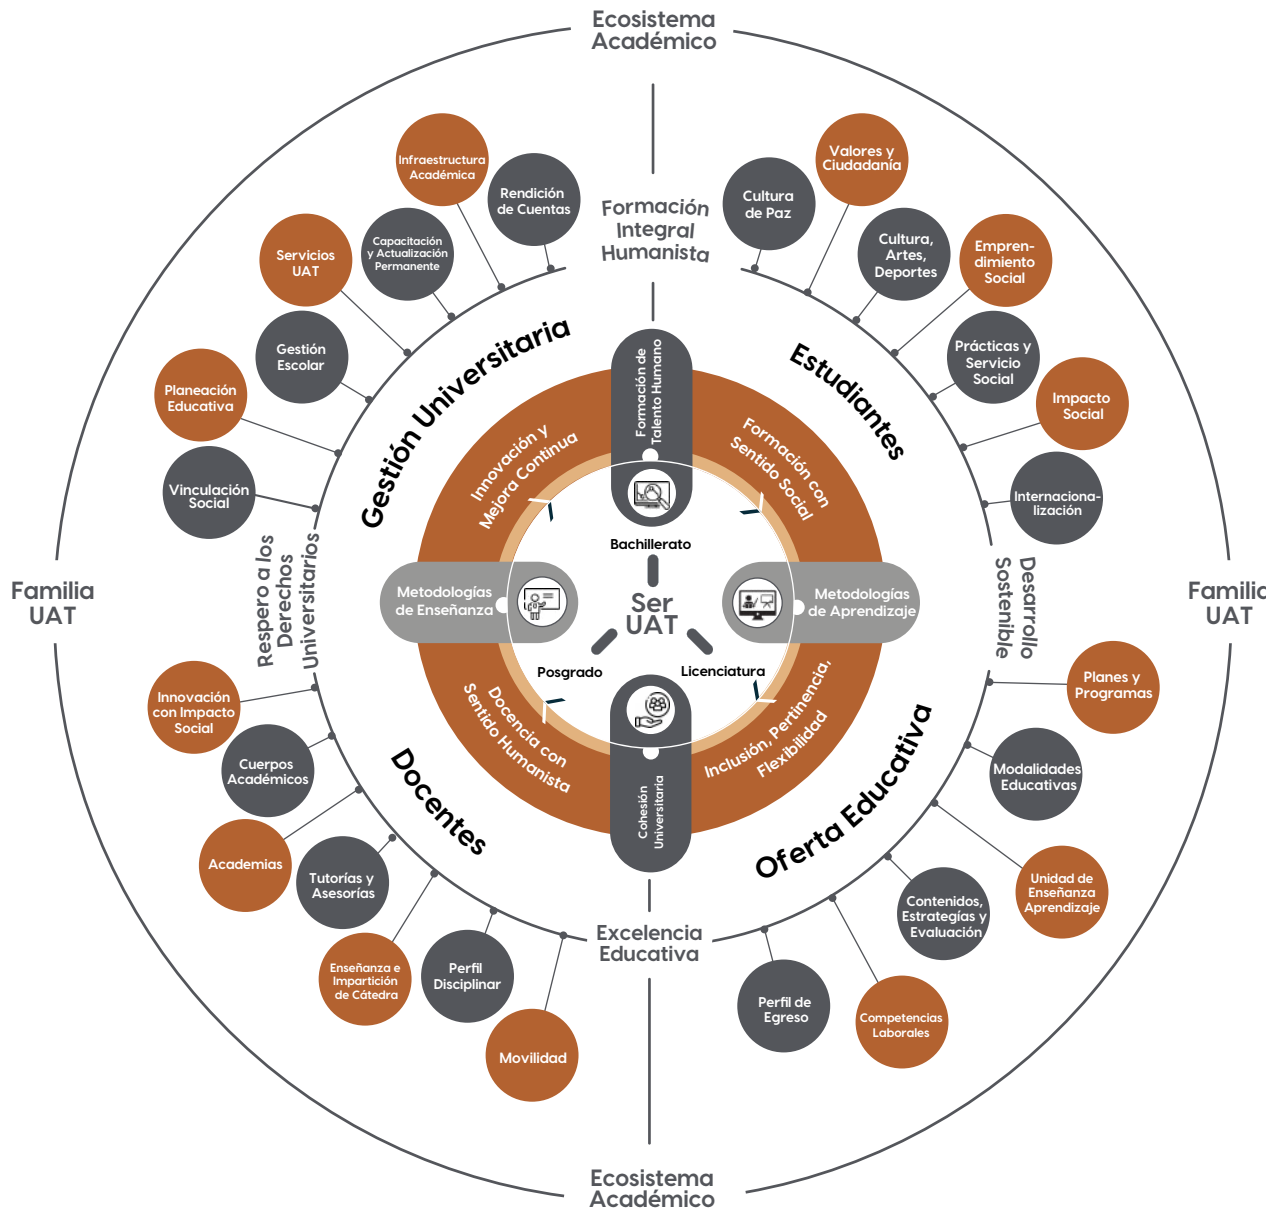 Ecosistema
Académico
Formación
Integral
Humanista
Infraestructura
Académica
Rendición
de Cuentas
Capacitación
y Actualización
Permanente
Servicios
UAT
Gestión
Escolar
Planeación
Educativa
Vinculación
Social
Gestión Universitaria
Cultura
de Paz
Valores y
Ciudadanía
Cultura,
Artes,
Deportes
Empren-
dimiento
Social
Prácticas y
Servicio
Social
Impacto
Social
Internaciona-
lización
Estudiantes
Formación de
Talento Humano
Innovación y
Mejora Continua
Formación con
Sentido Social
Familia
UAT
Respero a los
Derechos
Universitarios
Metodologías
de Enseñanza
Bachillerato
Ser
UAT
Posgrado
Licenciatura
Metodologías
de Aprendizaje
Desarrollo
Sostenible
Familia
UAT
Docencia con
Sentido Humanista
Inclusión, Pertinencia,
Flexibilidad
Cohesión
Universitaria
Docentes
Innovación
con Impacto
Social
Cuerpos
Académicos
Academias
Tutorías y
Asesorías
Enseñanza e
Impartición
de Cátedra
Perfil
Disciplinar
Movilidad
Oferta Educativa
Planes y
Programas
Modalidades
Educativas
Unidad de
Enseñanza
Aprendizaje
Contenidos,
Estrategías y
Evaluación
Competencias
Laborales
Perfil de
Egreso
Excelencia
Educativa
Ecosistema
Académico